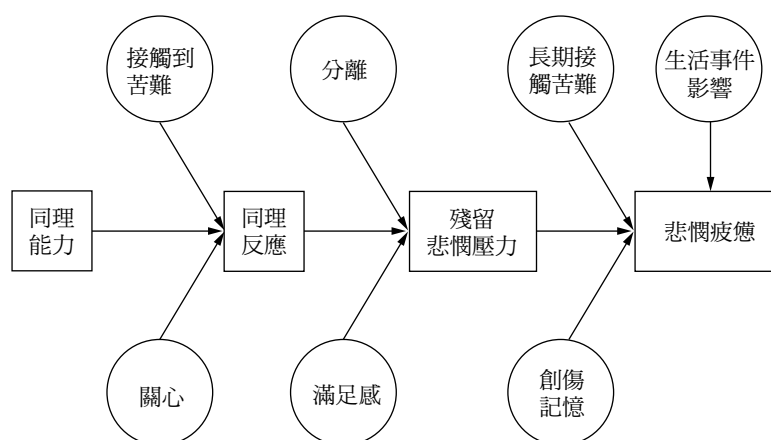 接觸到
苦難
分離
長期接
觸苦難
生活事件
影響
同理
能力
同理
反應
殘留
悲憫壓力
悲憫疲憊
關心
滿足感
創傷
記憶